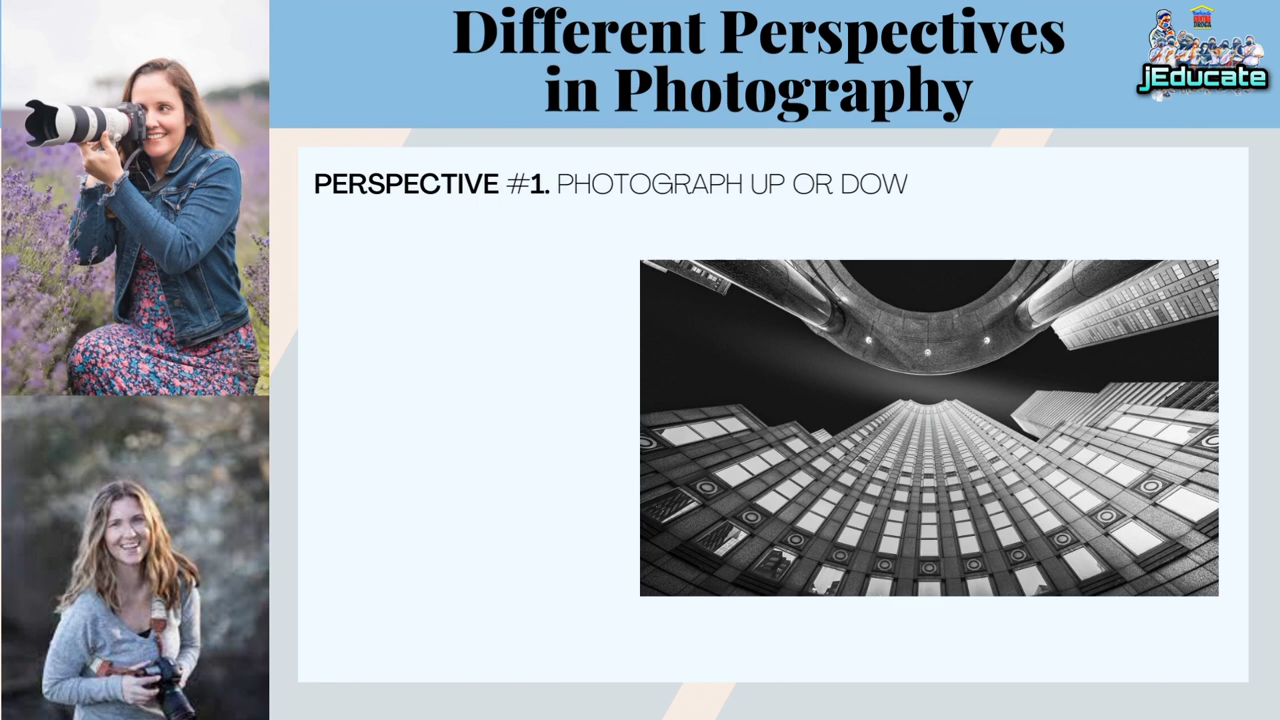 Different Perspectives
in Photography
jEducate
PERSPECTIVE #1. PHOTOGRAPH UP OR DOW